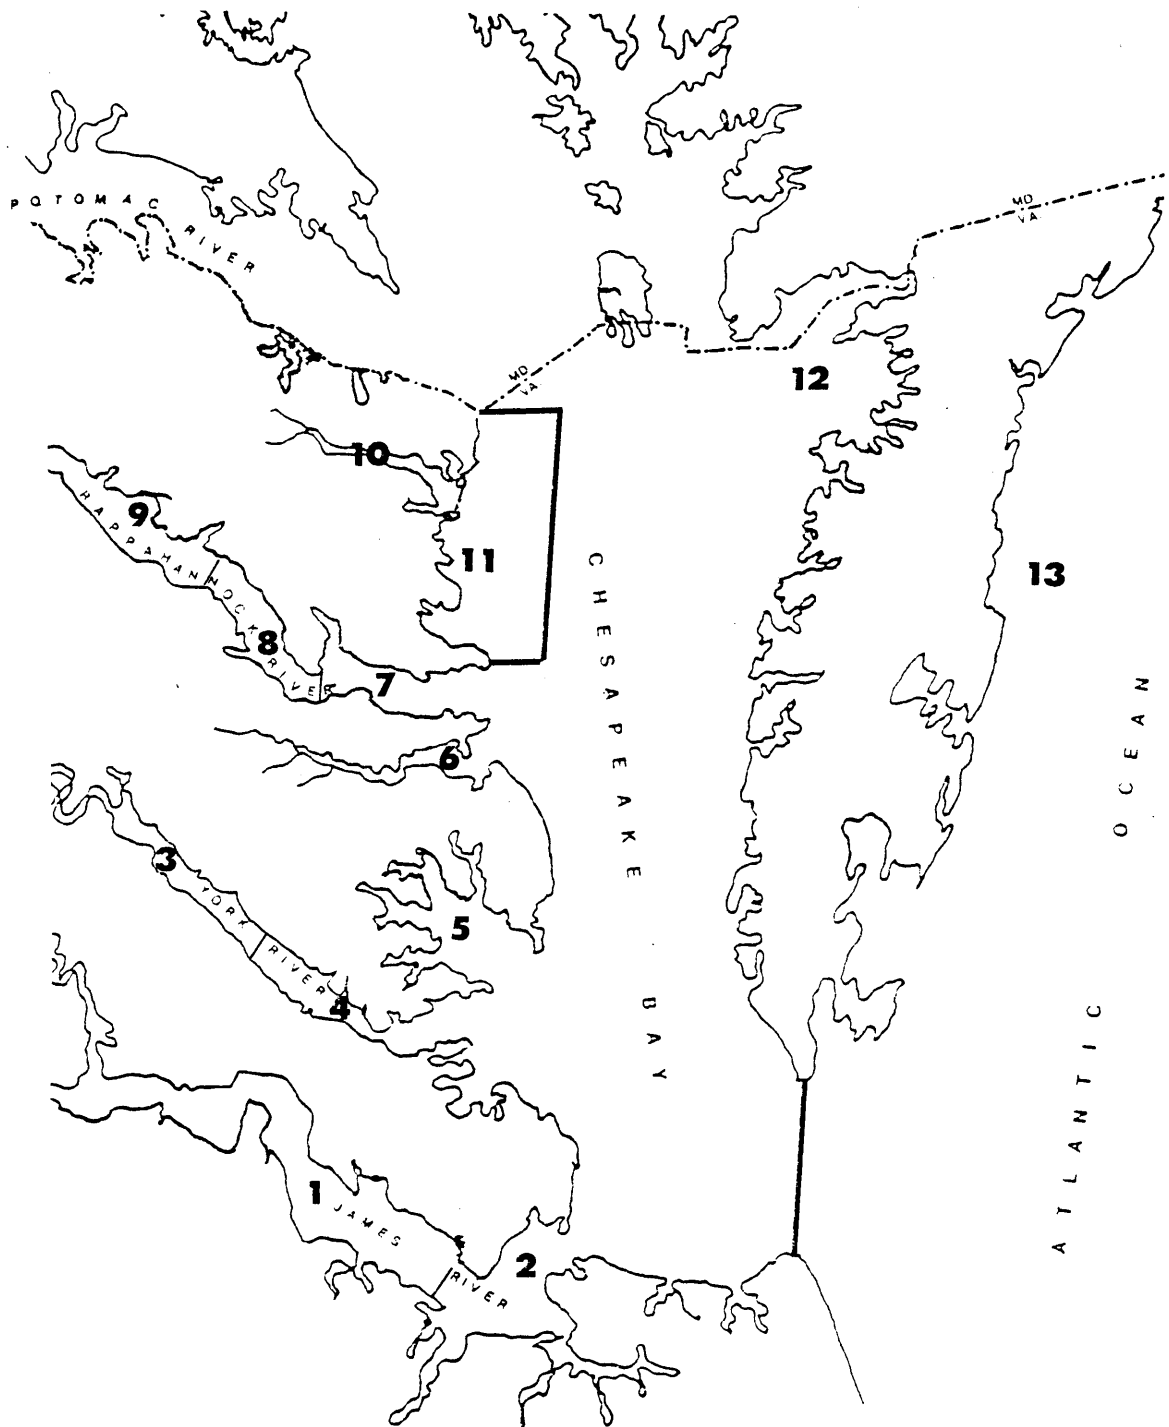 POTOMAC RIVER
MD
VA
MD
VA
12
10
9
RAPPAHANNOCK RIVER
11
13
8
7
CHESAPEAKE BAY
6
3
YORK RIVER
5
4
ATLANTIC OCEAN
1
JAMES RIVER
2